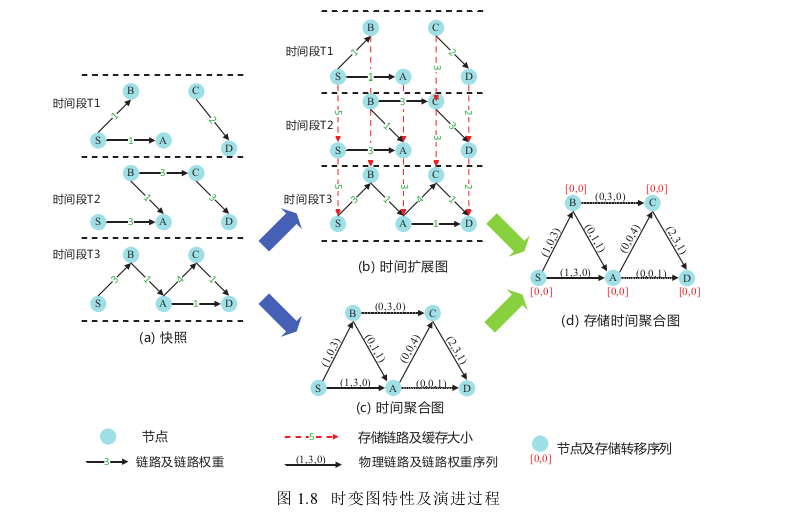 时间段T1
B
C
1
2
S
1
A
D
时间段T2
B
3
C
1
3
S
3
A
D
时间段T3
B
C
3
1
4
1
S
A
1
D
(a) 快照
时间段T1
B
C
1
2
3
S
1
A
D
5
2
时间段T2
B
3
C
1
3
3
S
3
A
D
时间段T3
B
C
5
3
2
3
1
4
1
S
A
1
D
(b) 时间扩展图
B
(0,3,0)
C
(1,0,3)
(0,1,1)
(0,0,4)
(2,3,1)
S
(1,3,0)
A
(0,0,1)
D
(c) 时间聚合图
[0,0]
[0,0]
B
(0,3,0)
C
(1,0,3)
(0,1,1)
(0,0,4)
(2,3,1)
S
(1,3,0)
A
(0,0,1)
D
[0,0]
[0,0]
[0,0]
(d) 存储时间聚合图
节点
5
存储链路及缓存大小
节点及存储转移序列
[0,0]
3
链路及链路权重
(1,3,0)
物理链路及链路权重序列
图 1.8 时变图特性及演进过程